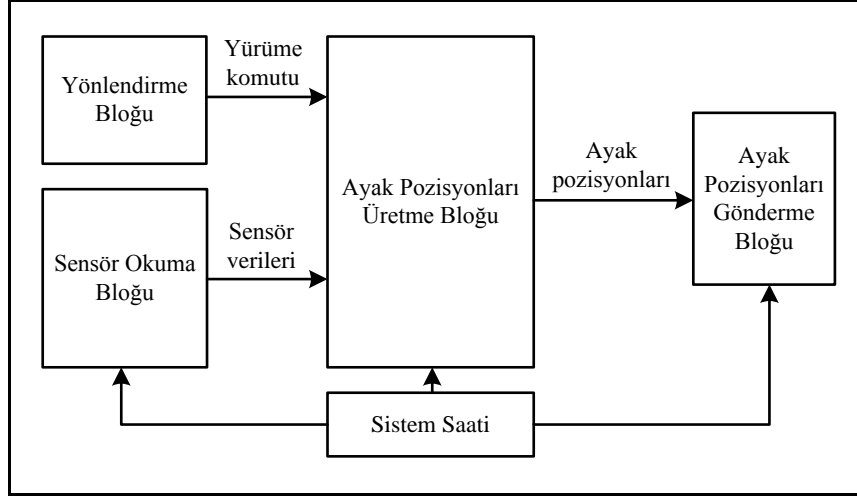 Yönlendirme
Bloğu
Yürüme
komutu
Ayak Pozisyonları
Üretme Bloğu
Ayak
pozisyonları
Ayak
Pozisyonları
Gönderme
Bloğu
Sensör Okuma
Bloğu
Sensör
verileri
Sistem Saati